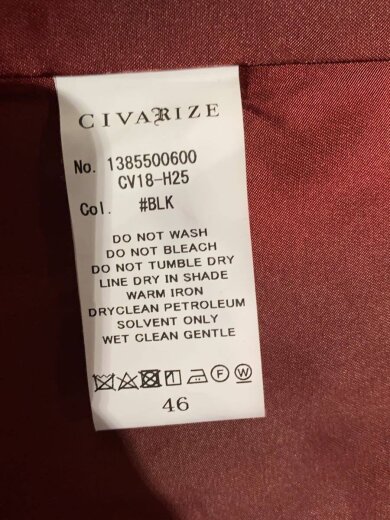 CIVARIZE
No. 1385500600
CV18-H25
Col. #BLK
DO NOT WASH
DO NOT BLEACH
DO NOT TUMBLE DRY
LINE DRY IN SHADE
WARM IRON
DRYCLEAN PETROLEUM
SOLVENT ONLY
WET CLEAN GENTLE
F W
46